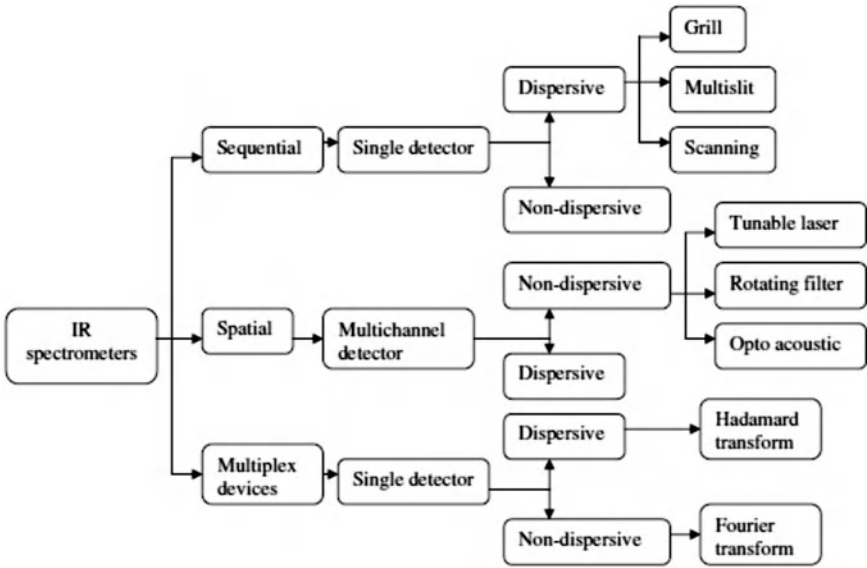 Grill
Dispersive
Multislit
Sequential
Single detector
Scanning
Non-dispersive
Tunable laser
Non-dispersive
Rotating filter
IR
spectrometers
Spatial
Multichannel
detector
Opto acoustic
Dispersive
Dispersive
Hadamard
transform
Multiplex
devices
Single detector
Non-dispersive
Fourier
transform